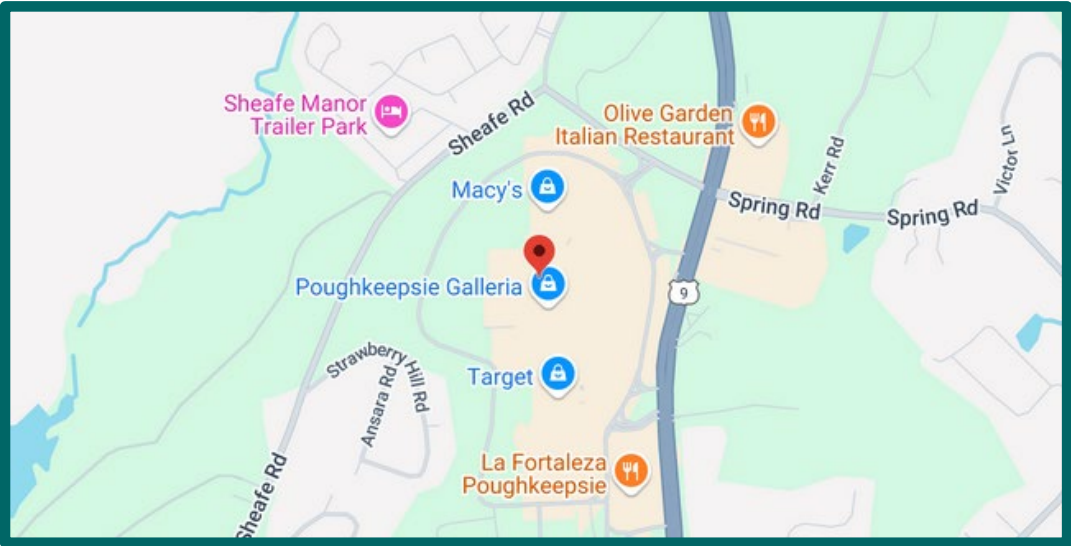 Sheafe Manor
Trailer Park
Sheafe Rd
Olive Garden
Italian Restaurant
Kerr Rd
Victor Ln
Macy's
Spring Rd
Spring Rd
Poughkeepsie Galleria
9
Strawberry Hill Rd
Ansara Rd
Target
La Fortaleza
Poughkeepsie
Sheafe Rd